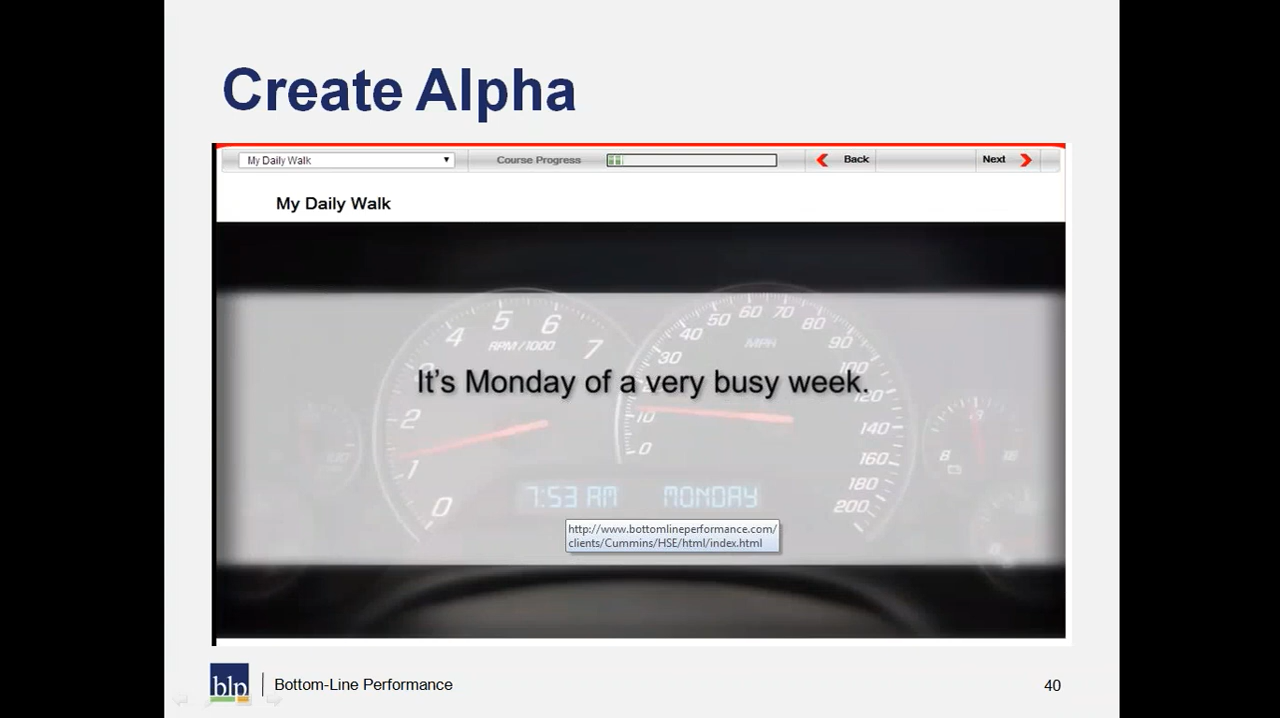 Create Alpha
My Daily Walk
Course Progress
Back
Next
My Daily Walk
4 5 6 7
RPM/1000
2
1
0
30 40 50 60 70 80 90 100 120 140 160 180 200
MPH
10
0
It's Monday of a very busy week.
7:53 AM MONDAY
8 18
http://www.bottomlineperformance.com/
clients/Cummins/HSE/html/index.html
blp Bottom-Line Performance
40